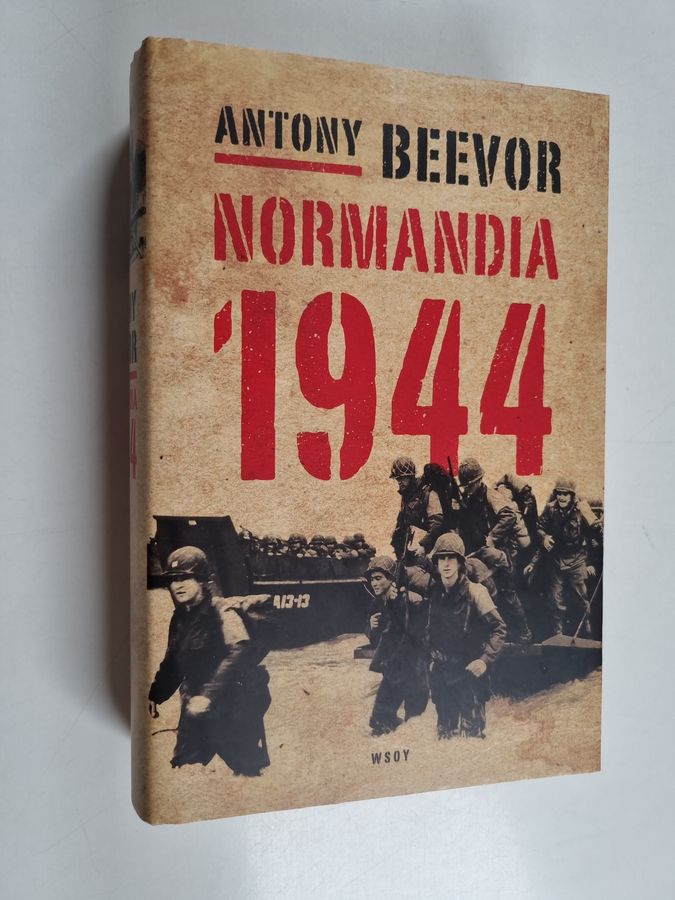 ANTONY BEEVOR
NORMANDIA
1944
A13-13
WSOY